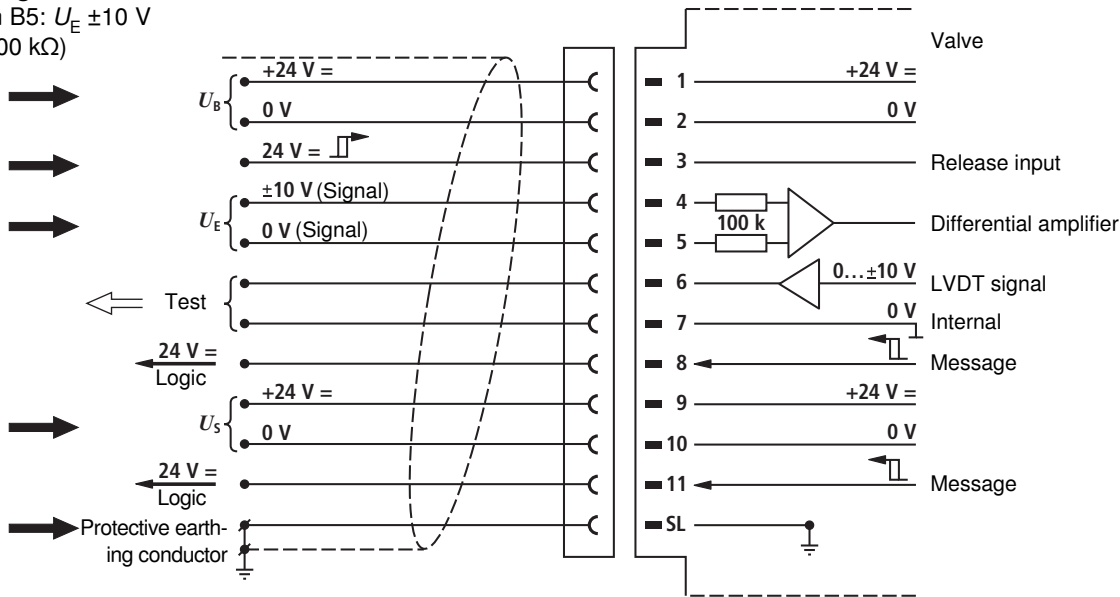 B5: U_E ±10 V
kΩ)
Valve
U_B
+24 V =
0 V
24 V =
U_E
±10 V (Signal)
0 V (Signal)
Test
24 V =
Logic
U_S
+24 V =
0 V
24 V =
Logic
Protective earth-
ing conductor
1 +24 V =
2 0 V
3 Release input
4
100 k
5
Differential amplifier
6 0...±10 V LVDT signal
7 0 V Internal
8 Message
9 +24 V =
10 0 V
11 Message
SL